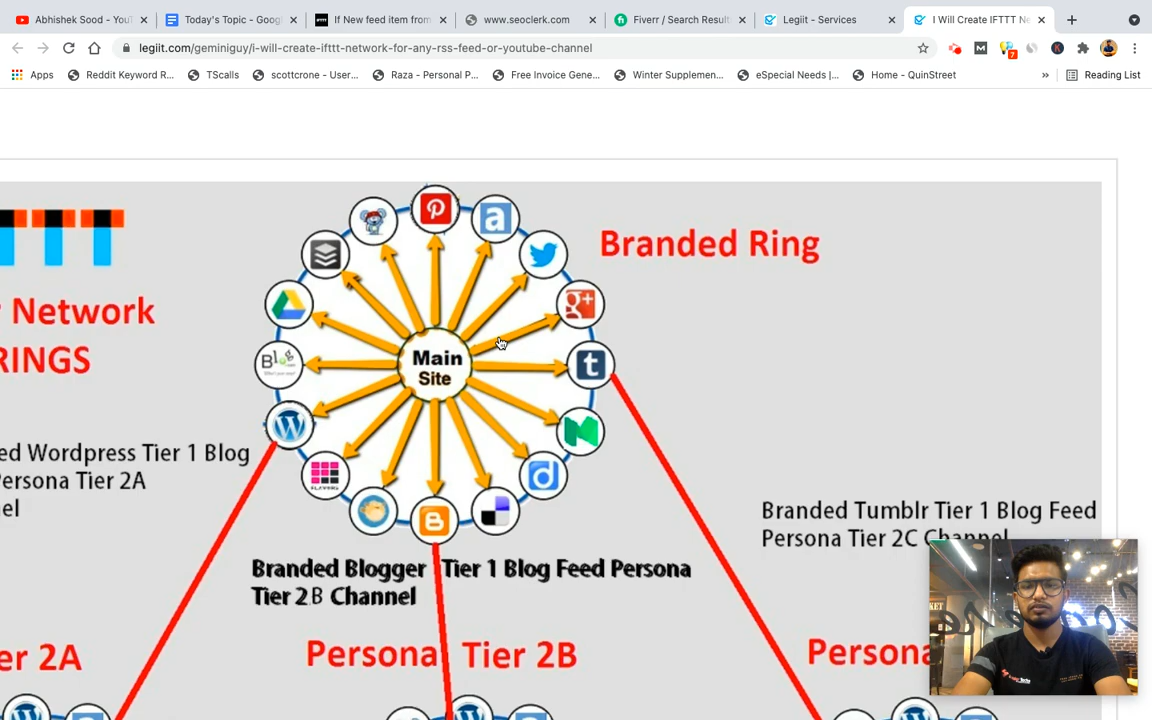 Abhishek Sood - You
Today's Topic - Goog
If New feed item from
www.seoclerk.com
Fiverr / Search Result
Legiit - Services
I Will Create IFTTT Ne
legiit.com/geminiguy/i-will-create-ifttt-network-for-any-rss-feed-or-youtube-channel
7
Apps
Reddit Keyword R...
TScalls
scottcrone - User...
Raza - Personal P...
Free Invoice Gene...
Winter Supplemen...
eSpecial Needs |...
Home - QuinStreet
»
Reading List
TTT
Branded Ring
r Network
RINGS
Main
Site
Blog
ed Wordpress Tier 1 Blog
Persona Tier 2A
nel
Branded Tumblr Tier 1 Blog Feed
Persona Tier 2C Channel
Branded Blogger Tier 1 Blog Feed Persona
Tier 2B Channel
er 2A
Persona Tier 2B
Persona